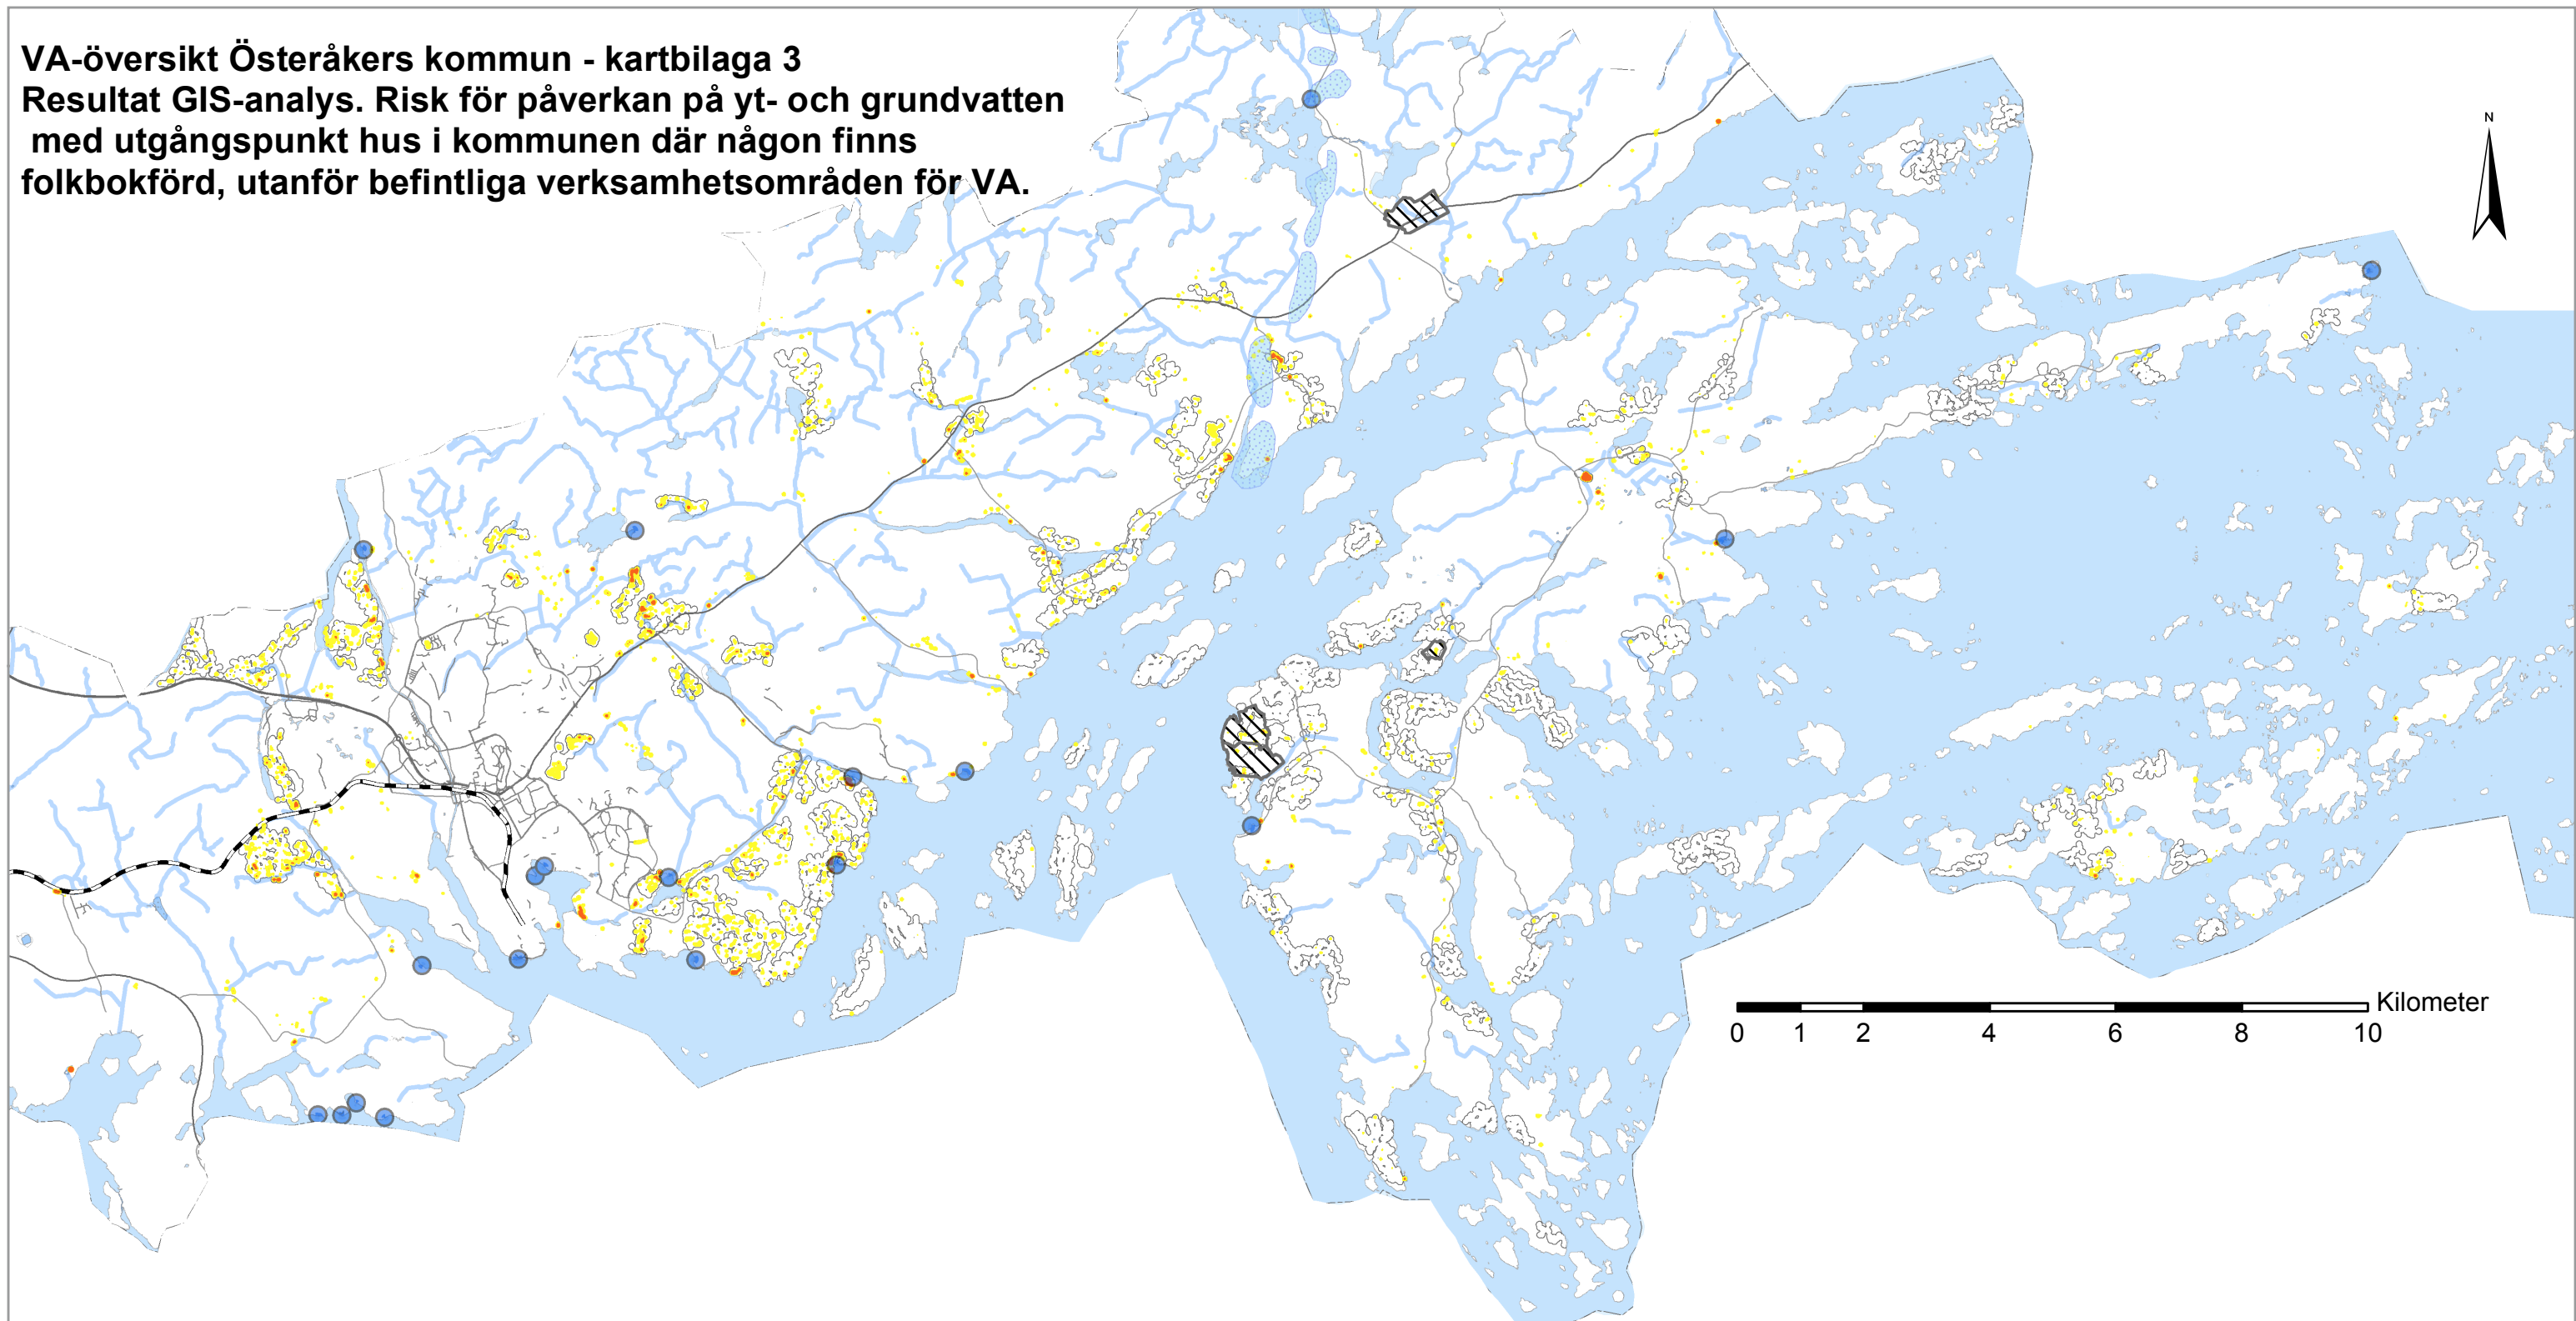 VA-översikt Österåkers kommun - kartbilaga 3
Resultat GIS-analys. Risk för påverkan på yt- och grundvatten
med utgångspunkt hus i kommunen där någon finns
folkbokförd, utanför befintliga verksamhetsområden för VA.
N
Kilometer
0 1 2 4 6 8 10